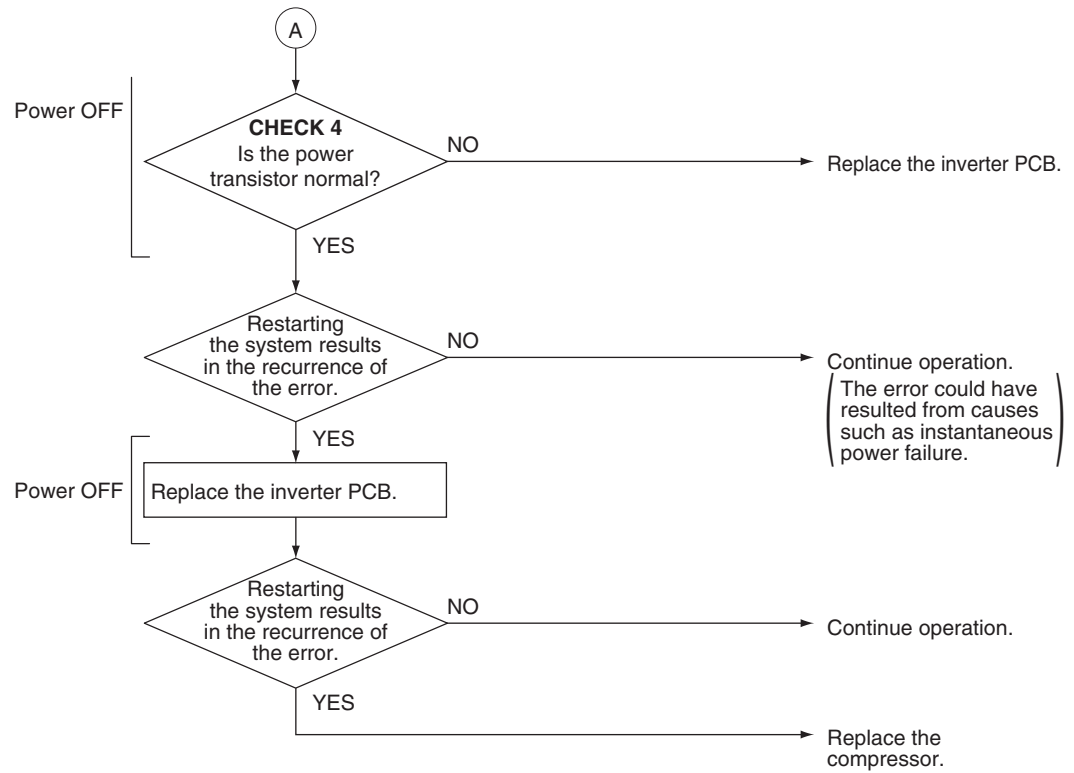 A
Power OFF
CHECK 4
Is the power
transistor normal?
NO
Replace the inverter PCB.
YES
Restarting
the system results
in the recurrence of
the error.
NO
Continue operation.
The error could have
resulted from causes
such as instantaneous
power failure.
YES
Power OFF
Replace the inverter PCB.
Restarting
the system results
in the recurrence of
the error.
NO
Continue operation.
YES
Replace the
compressor.